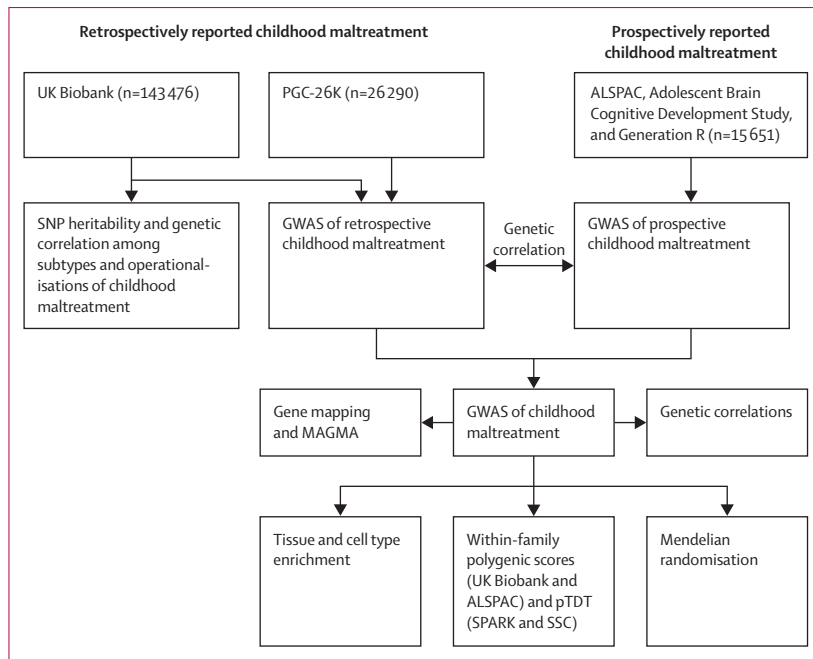 Retrospectively reported childhood maltreatment
Prospectively reported
childhood maltreatment
UK Biobank (n=143 476)
PGC-26K (n=26 290)
ALSPAC, Adolescent Brain
Cognitive Development Study,
and Generation R (n=15 651)
SNP heritability and genetic
correlation among
subtypes and operational-
isations of childhood
maltreatment
GWAS of retrospective
childhood maltreatment
Genetic
correlation
GWAS of prospective
childhood maltreatment
Gene mapping
and MAGMA
GWAS of childhood
maltreatment
Genetic correlations
Tissue and cell type
enrichment
Within-family
polygenic scores
(UK Biobank and
ALSPAC) and pTDT
(SPARK and SSC)
Mendelian
randomisation